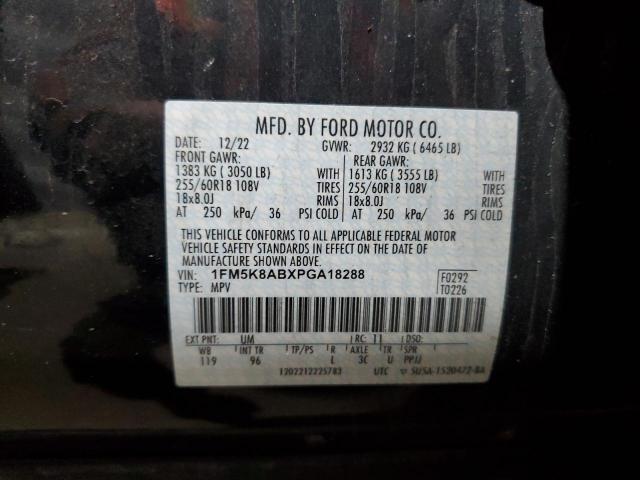 MFD. BY FORD MOTOR CO.
DATE: 12/22 GVWR: 2932 KG ( 6465 LB)
FRONT GAWR: REAR GAWR:
1383 KG ( 3050 LB) WITH 1613 KG ( 3555 LB) WITH
255/60R18 108V TIRES 255/60R18 108V TIRES
18x8.0J RIMS 18x8.0J RIMS
AT 250 kPa/ 36 PSI COLD AT 250 kPa/ 36 PSI COLD
THIS VEHICLE CONFORMS TO ALL APPLICABLE FEDERAL MOTOR
VEHICLE SAFETY STANDARDS IN EFFECT ON THE DATE OF
MANUFACTURE SHOWN ABOVE.
VIN: 1FM5K8ABXPGA18288 F0292
TYPE: MPV T0226
EXT PNT: UM RC: 11 DSO:
WB INT TR TP/PS R AXLE TR SPR
119 96 L 3C U PPJJ
1202212225783 UTC 5U5A-1520472-BA